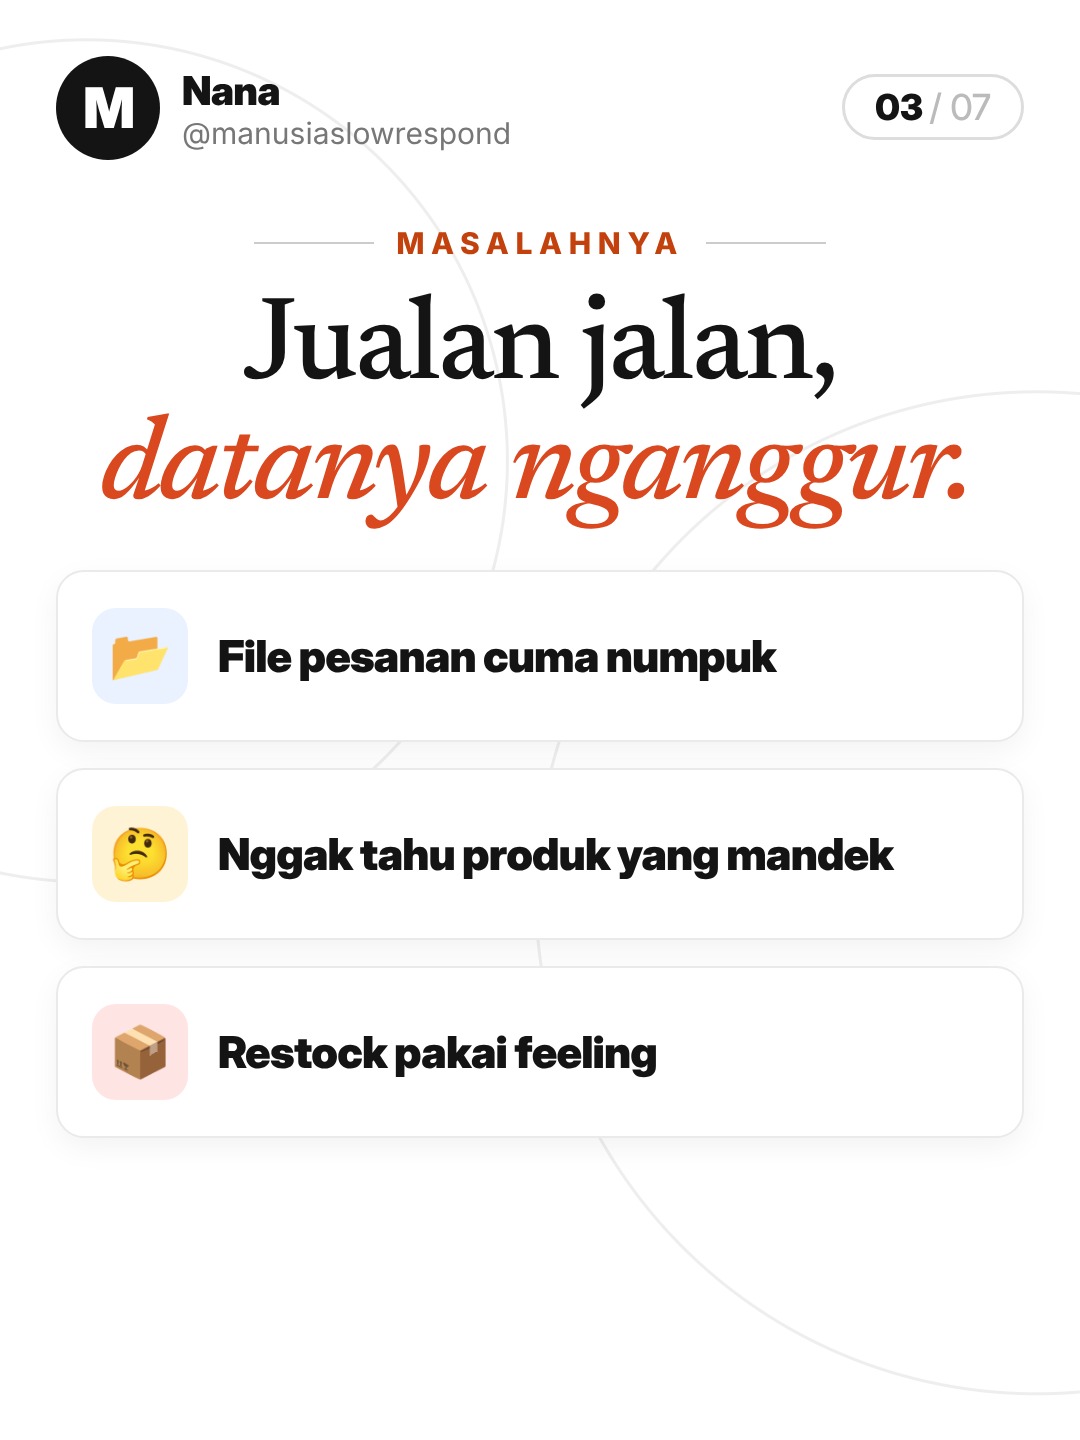 M
Nana
@manusiaslowrespond
03 / 07
MASALAHNYA
Jualan jalan,
datanya nganggur.
File pesanan cuma numpuk
Nggak tahu produk yang mandek
Restock pakai feeling